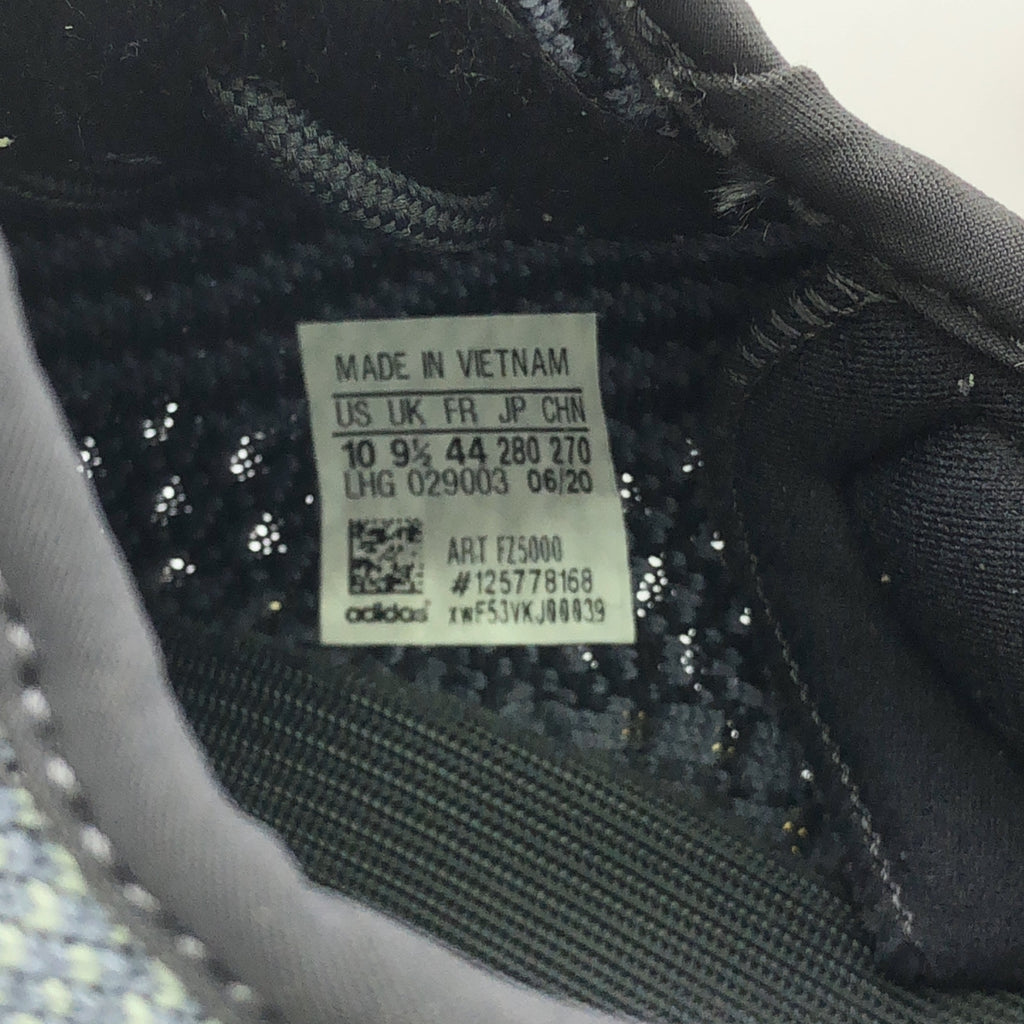 MADE IN VIETNAM
US UK FR JP CHN
10 9½ 44 280 270
LHG 029003 06/20
ART FZ5000
#125778168
adidas xwF53VKJ00039